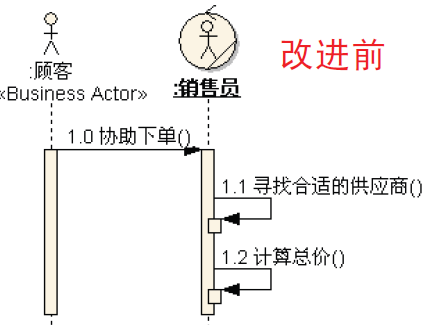 改进前
:顾客
«Business Actor»
:销售员
1.0 协助下单()
1.1 寻找合适的供应商()
1.2 计算总价()